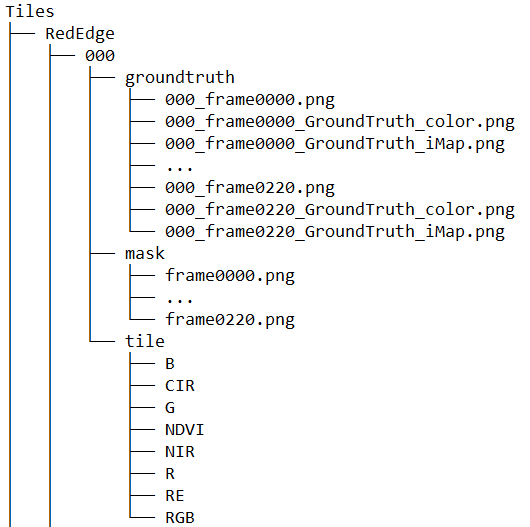 Tiles
RedEdge
000
groundtruth
000_frame0000.png
000_frame0000_GroundTruth_color.png
000_frame0000_GroundTruth_iMap.png
...
000_frame0220.png
000_frame0220_GroundTruth_color.png
000_frame0220_GroundTruth_iMap.png
mask
frame0000.png
...
frame0220.png
tile
B
CIR
G
NDVI
NIR
R
RE
RGB